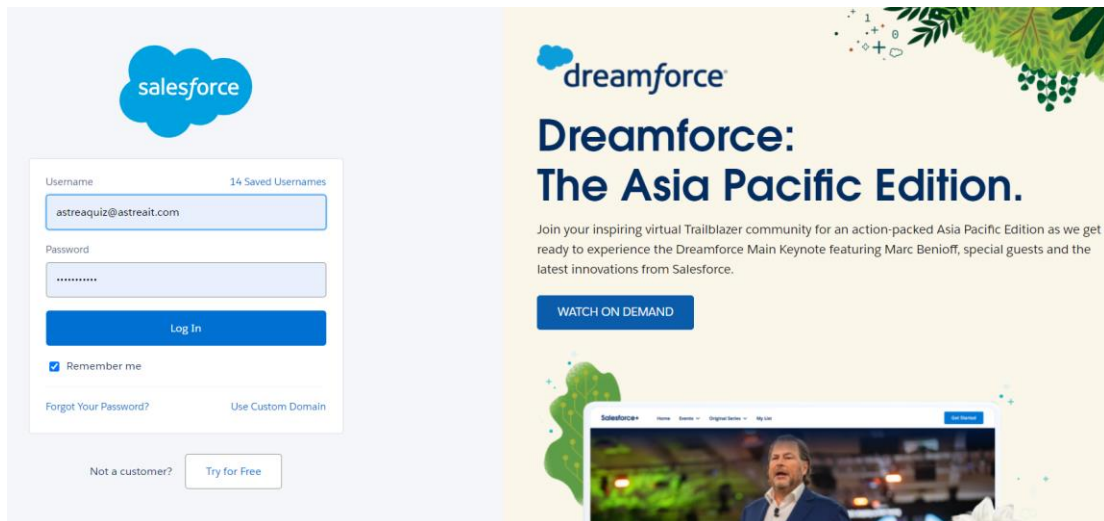 salesforce
Username
14 Saved Usernames
astreaquiz@astreait.com
Password
•••••••••••
Log In
Remember me
Forgot Your Password?
Use Custom Domain
Not a customer?
Try for Free
1
0
dreamforce
Dreamforce:
The Asia Pacific Edition.
Join your inspiring virtual Trailblazer community for an action-packed Asia Pacific Edition as we get
ready to experience the Dreamforce Main Keynote featuring Marc Benioff, special guests and the
latest innovations from Salesforce.
WATCH ON DEMAND
Salesforce+ Home Events Original Series My List Get Started